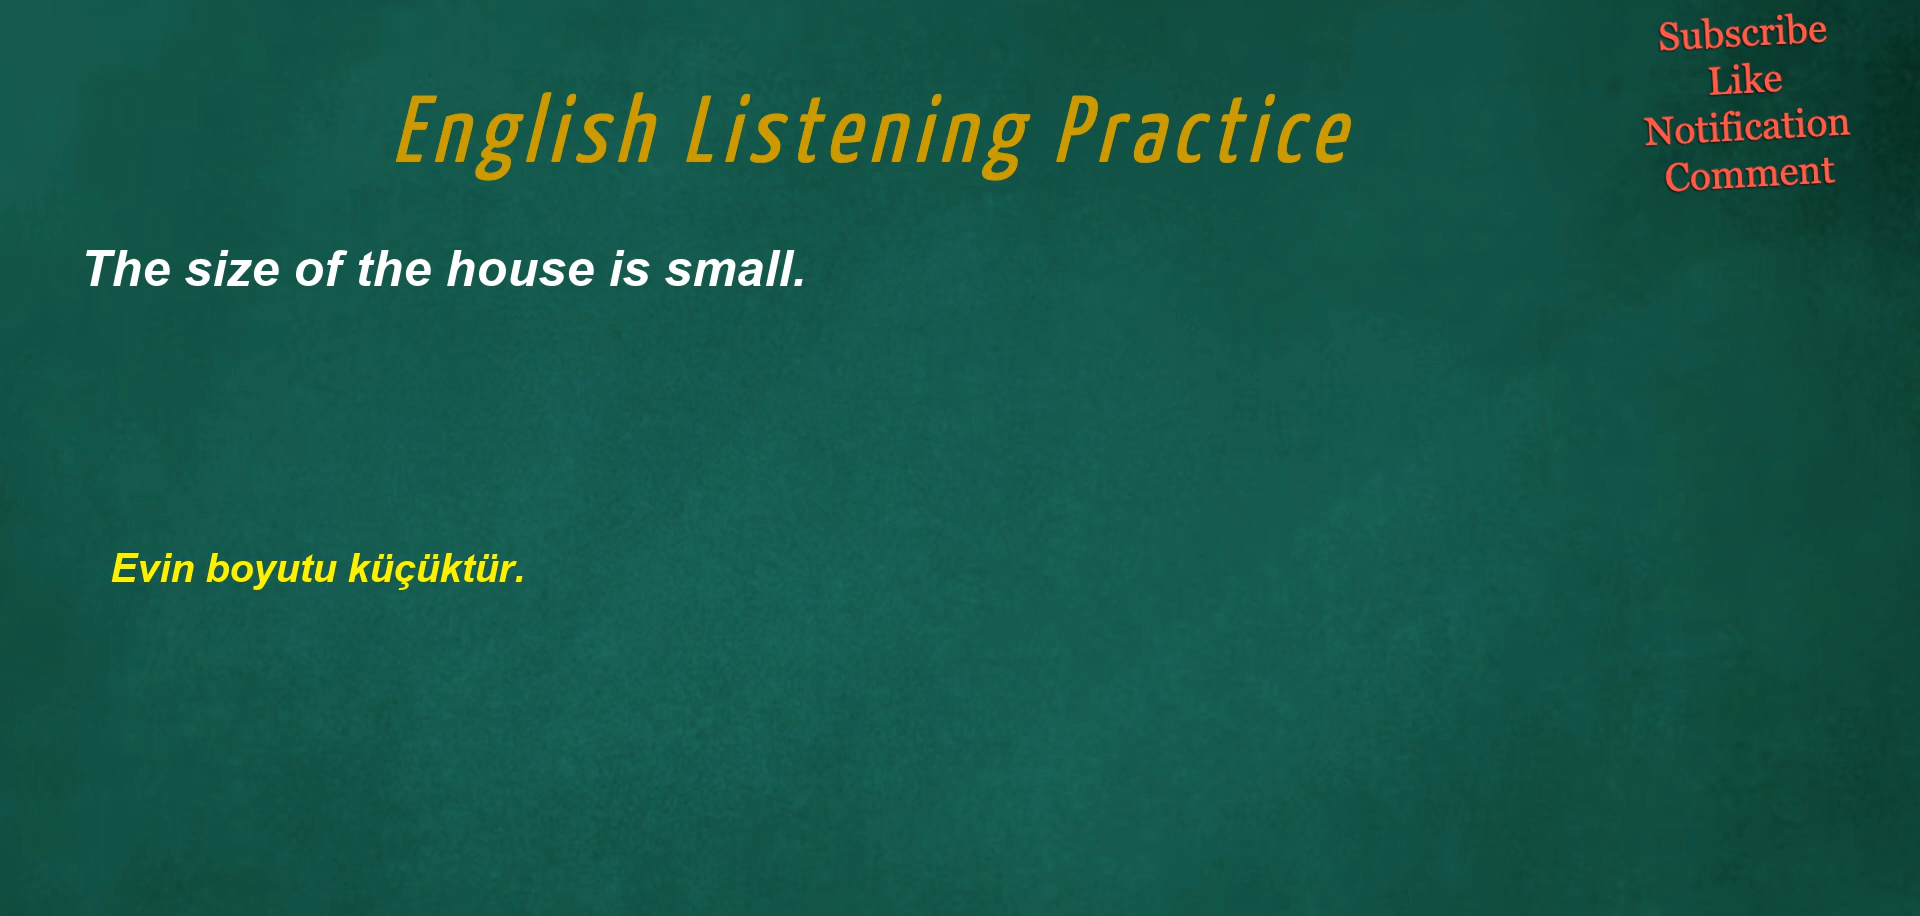 English Listening Practice
Subscribe
Like
Notification
Comment
The size of the house is small.
Evin boyutu küçüktür.